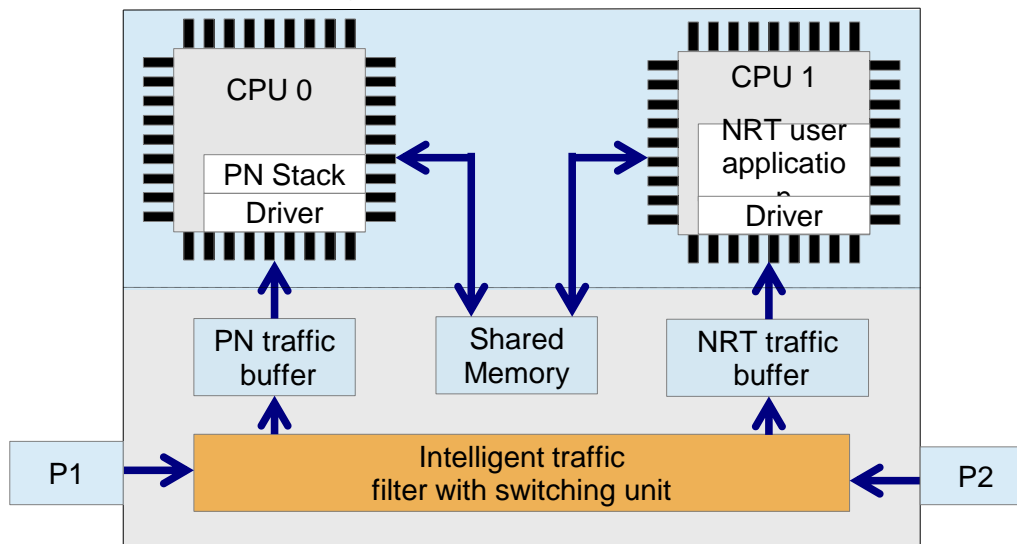 CPU 0
PN Stack
Driver
CPU 1
NRT user
applicatio
n
Driver
PN traffic
buffer
Shared
Memory
NRT traffic
buffer
P1
Intelligent traffic
filter with switching unit
P2